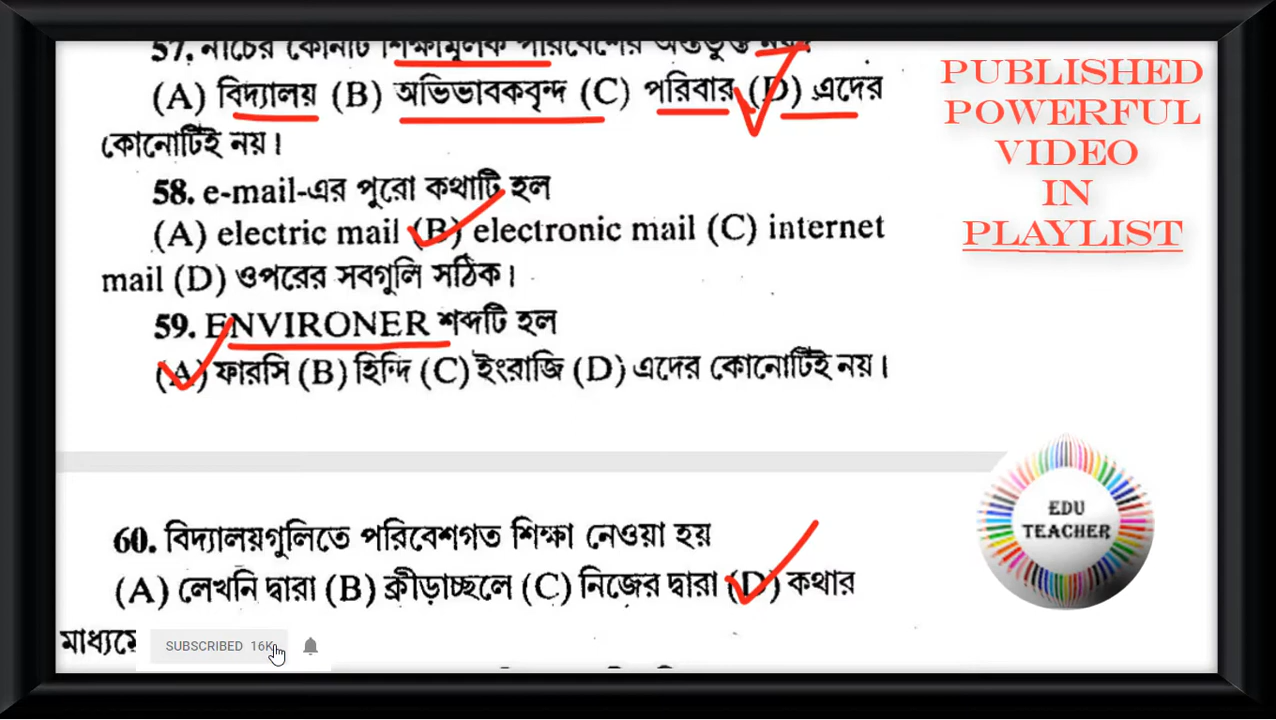 57. নীচের কোনটি শিক্ষামূলক পরিবেশের অন্তর্ভুক্ত নয়।
(A) বিদ্যালয় (B) অভিভাবকবৃন্দ (C) পরিবার (D) এদের
কোনোটিই নয়।
58. e-mail-এর পুরো কথাটি হল
(A) electric mail (B) electronic mail (C) internet
mail (D) ওপরের সবগুলি সঠিক।
59. ENVIRONER শব্দটি হল
(A) ফারসি (B) হিন্দি (C) ইংরাজি (D) এদের কোনোটিই নয়।
60. বিদ্যালয়গুলিতে পরিবেশগত শিক্ষা নেওয়া হয়
(A) লেখনি দ্বারা (B) ক্রীড়াচ্ছলে (C) নিজের দ্বারা (D) কথার
SUBSCRIBED 16K
PUBLISHED
POWERFUL
VIDEO
IN
PLAYLIST
EDU
TEACHER